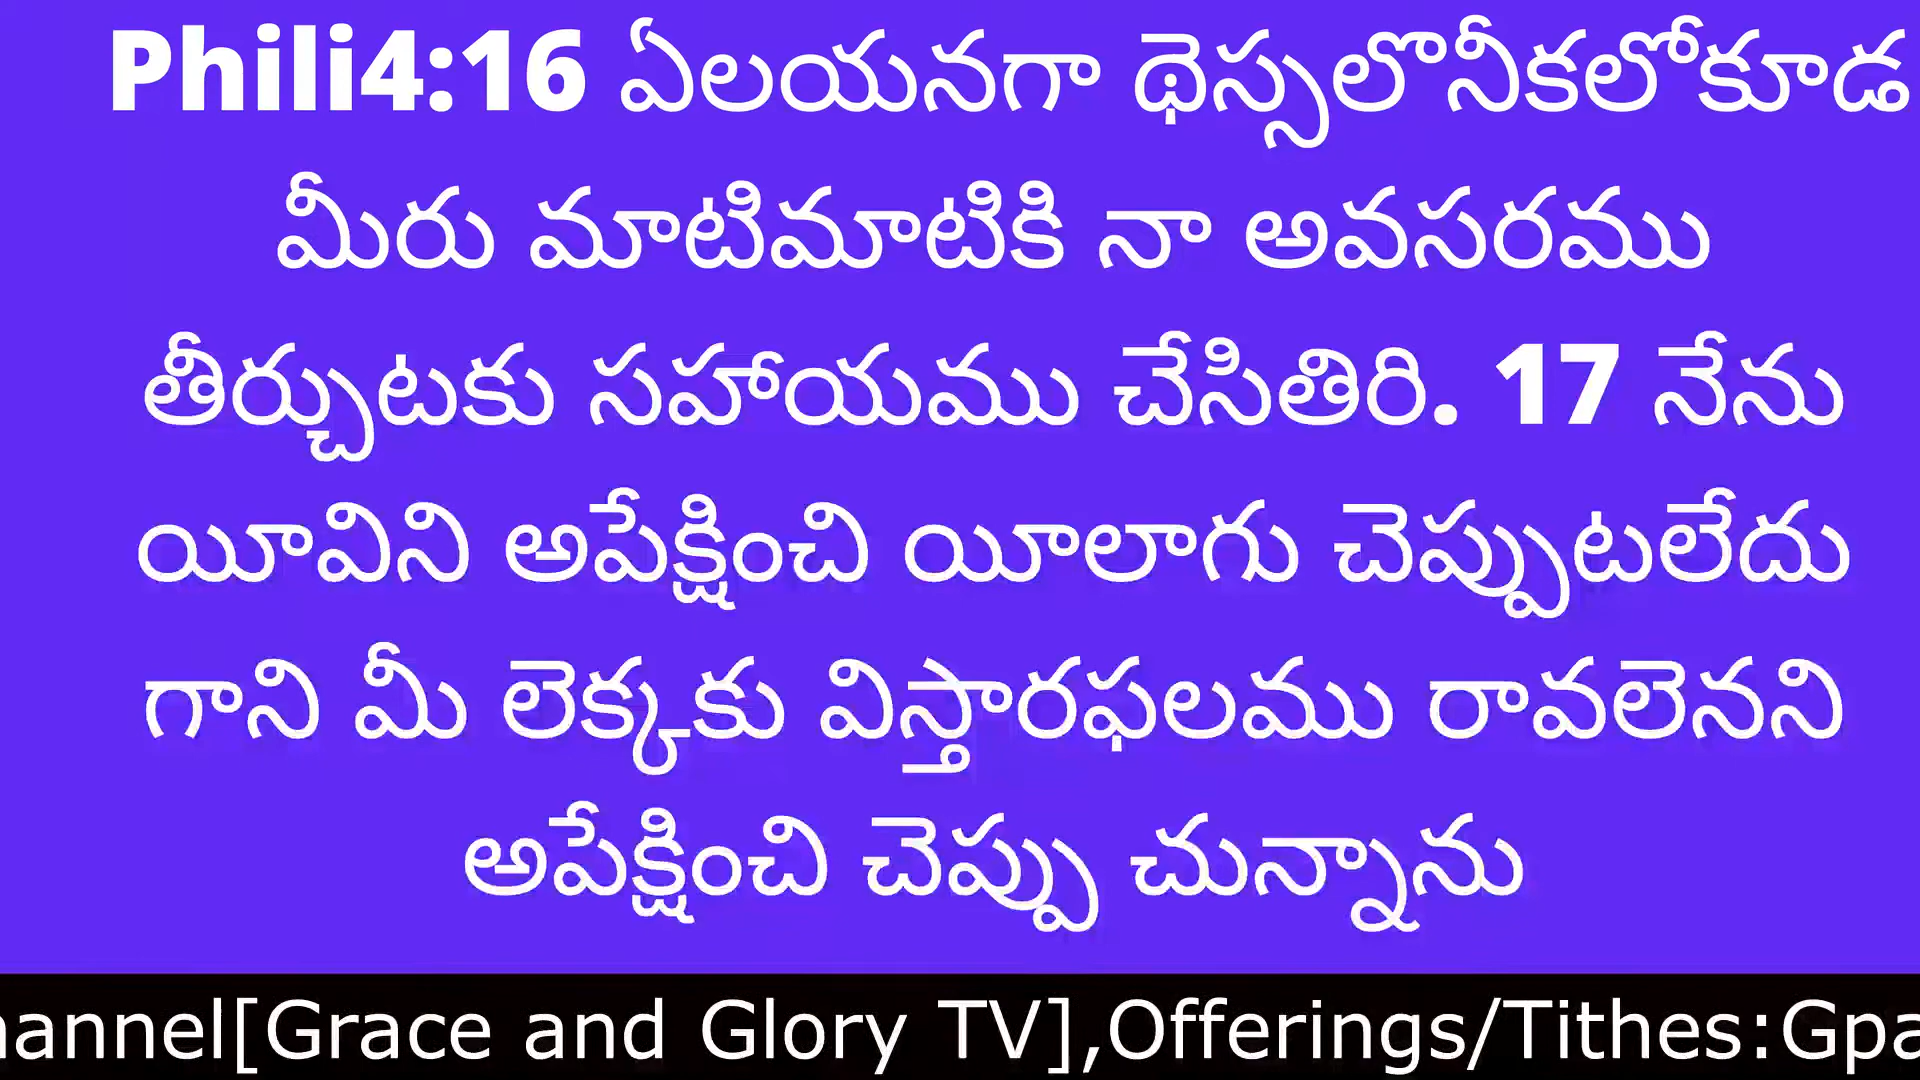 Phili4:16 ఏలయనగా థెస్సలొనీకలోకూడ
మీరు మాటిమాటికి నా అవసరము
తీర్చుటకు సహాయము చేసితిరి. 17 నేను
యీవిని అపేక్షించి యీలాగు చెప్పుటలేదు
గాని మీ లెక్కకు విస్తారఫలము రావలెనని
అపేక్షించి చెప్పు చున్నాను
hannel[Grace and Glory TV],Offerings/Tithes:Gpa